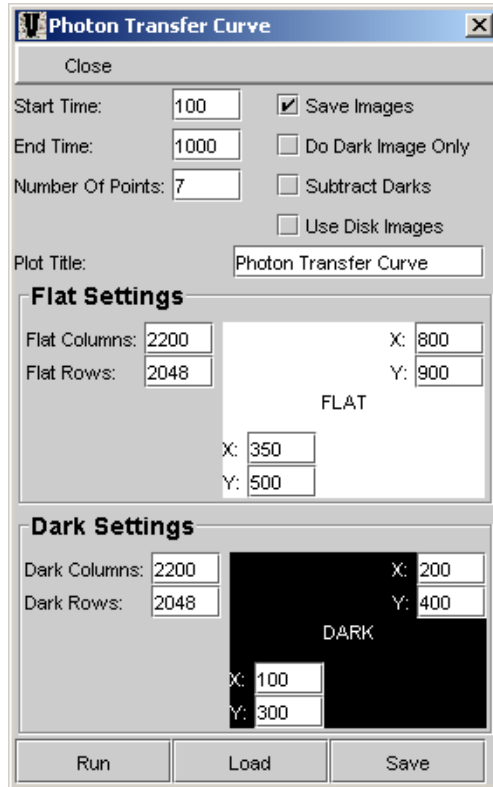 Photon Transfer Curve
Close
Start Time: 100 Save Images
End Time: 1000 Do Dark Image Only
Number Of Points: 7 Subtract Darks
Use Disk Images
Plot Title: Photon Transfer Curve
Flat Settings
Flat Columns: 2200 X: 800
Flat Rows: 2048 Y: 900
FLAT
X: 350
Y: 500
Dark Settings
Dark Columns: 2200 X: 200
Dark Rows: 2048 Y: 400
DARK
X: 100
Y: 300
Run Load Save